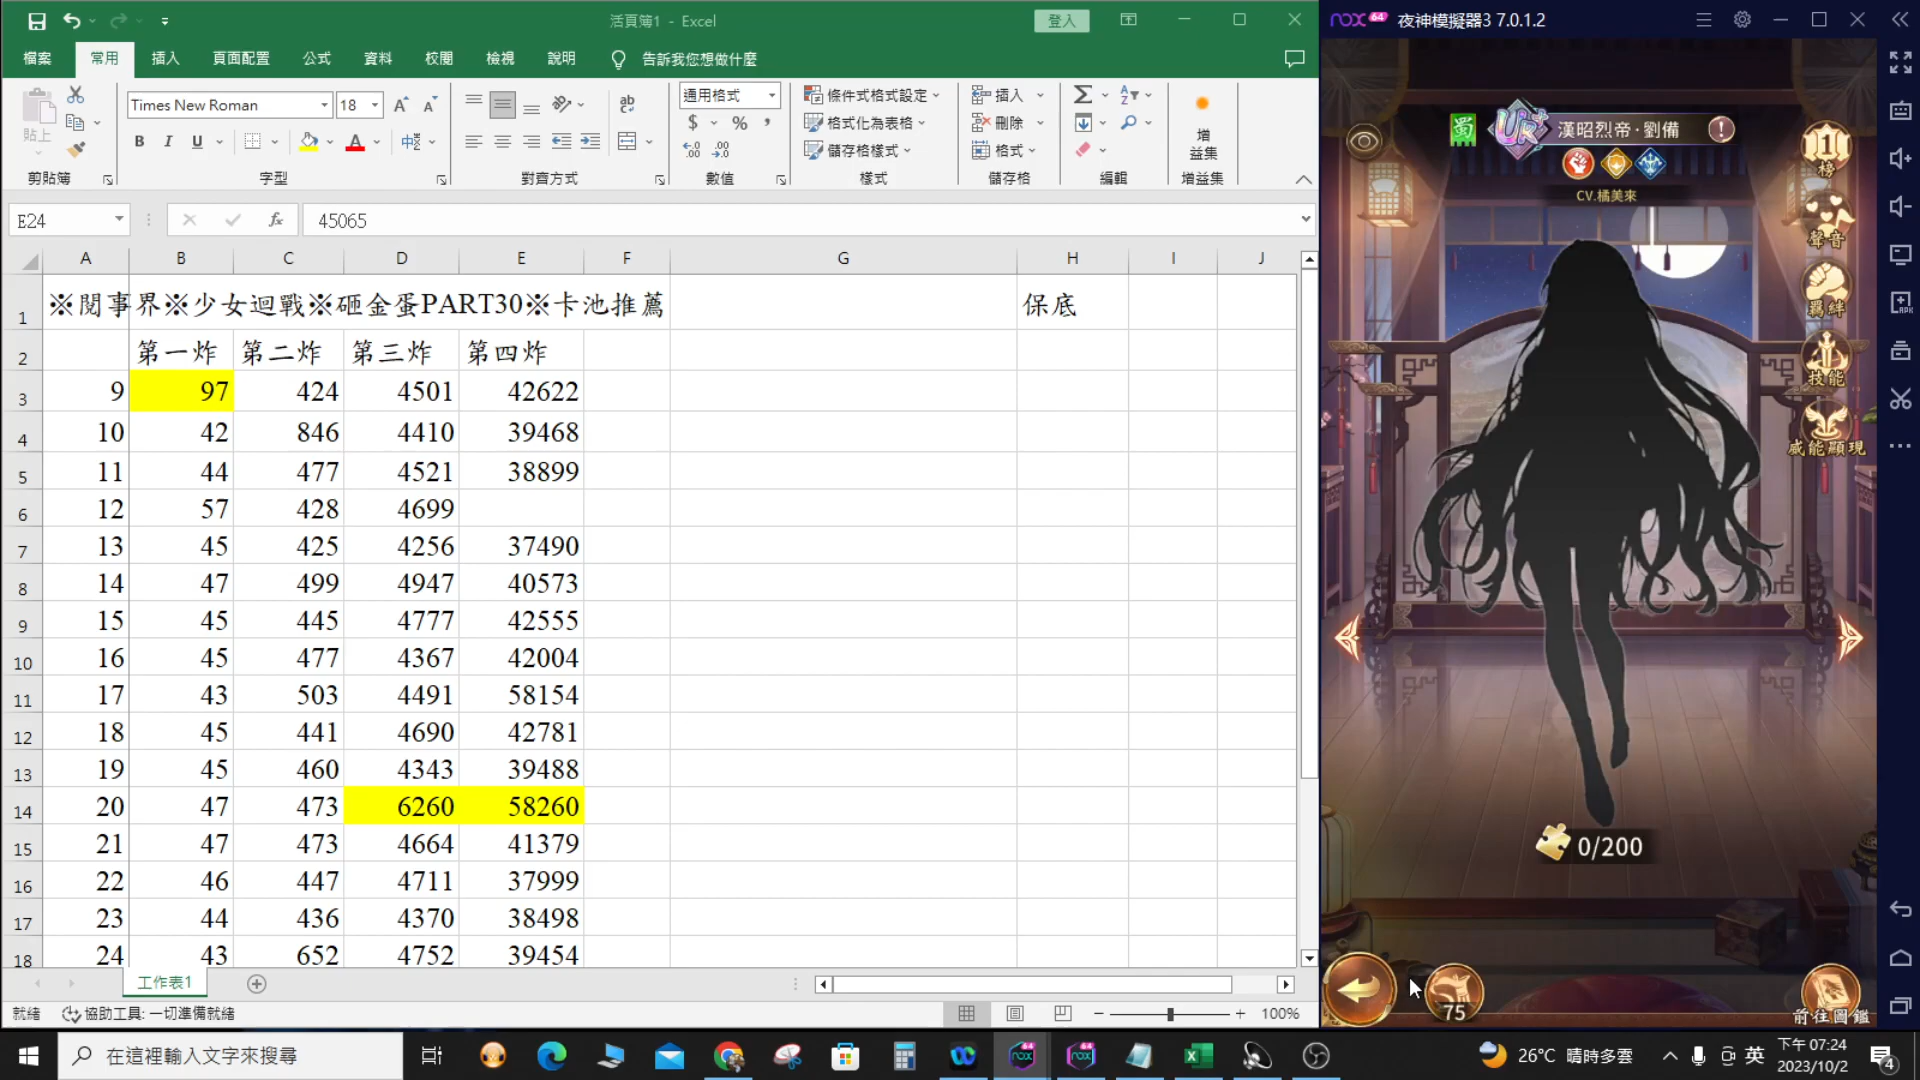 活頁簿1 - Excel
登入
檔案 常用 插入 頁面配置 公式 資料 校閱 檢視 說明 告訴我您想做什麼
貼上
剪貼簿
Times New Roman 18
B I U
字型
ab
對齊方式
通用格式
$ % ,
數值
條件式格式設定
格式化為表格
儲存格樣式
樣式
插入
刪除
格式
儲存格
編輯
增
益集
增益集
E24 fx 45065
A B C D E F G H I J
1 ※閱事界※少女迴戰※砸金蛋PART30※卡池推薦 保底
2 第一炸 第二炸 第三炸 第四炸
3 9 97 424 4501 42622
4 10 42 846 4410 39468
5 11 44 477 4521 38899
6 12 57 428 4699
7 13 45 425 4256 37490
8 14 47 499 4947 40573
9 15 45 445 4777 42555
10 16 45 477 4367 42004
11 17 43 503 4491 58154
12 18 45 441 4690 42781
13 19 45 460 4343 39488
14 20 47 473 6260 58260
15 21 47 473 4664 41379
16 22 46 447 4711 37999
17 23 44 436 4370 38498
18 24 43 652 4752 39454
工作表1
就緒 協助工具: 一切準備就緒 100%
nox 64 夜神模擬器3 7.0.1.2
蜀 UR+ 漢昭烈帝·劉備 !
CV.橘美來
1
榜
聲音
羈絆
技能
威能顯現
0/200
75
前往圖鑑
在這裡輸入文字來搜尋
26°C 晴時多雲
英
下午 07:24
2023/10/2
4